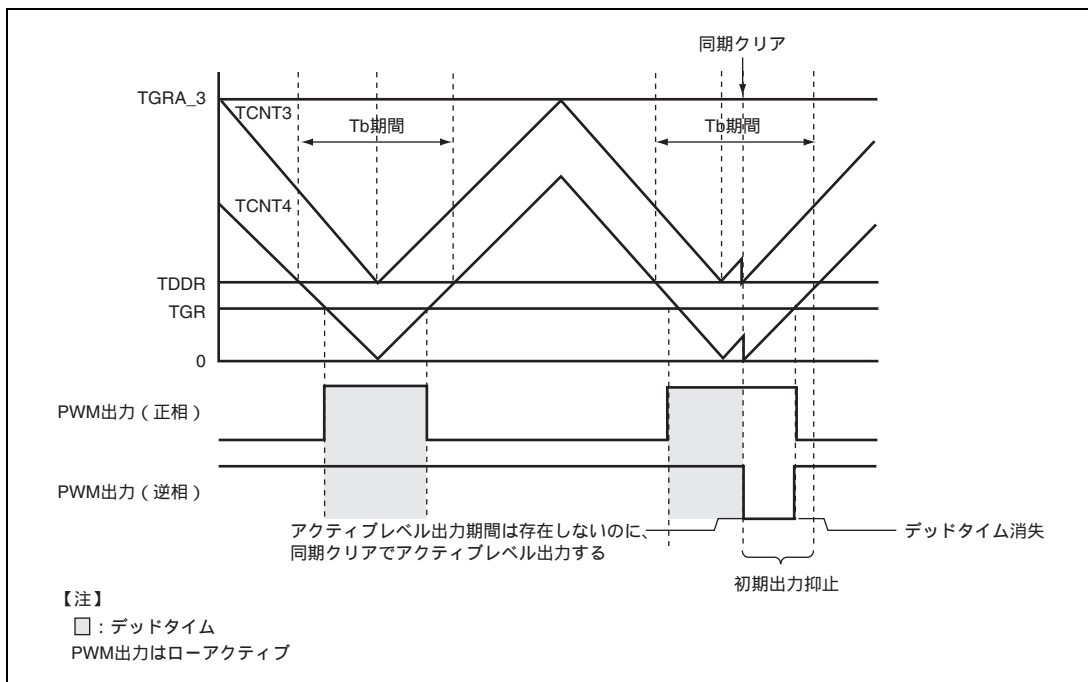 同期クリア
TGRA_3
TCNT3
Tb期間
Tb期間
TCNT4
TDDR
TGR
0
PWM出力（正相）
PWM出力（逆相）
アクティブレベル出力期間は存在しないのに、
同期クリアでアクティブレベル出力する
デッドタイム消失
初期出力抑止
【注】
：デッドタイム
PWM出力はローアクティブ